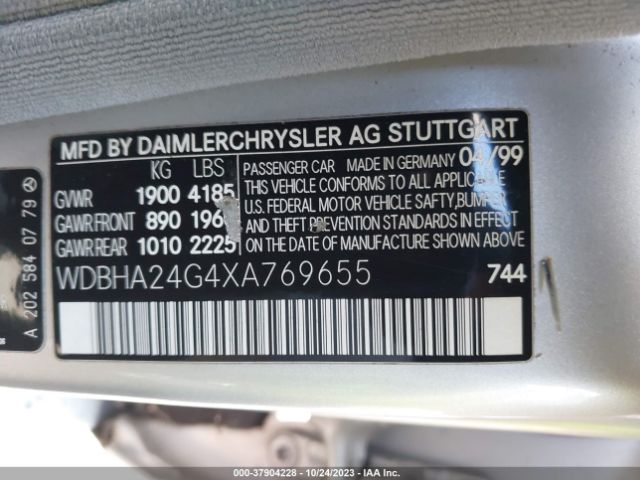 MFD BY DAIMLERCHRYSLER AG STUTTGART
KG LBS
GVWR 1900 4185
GAWR FRONT 890
GAWR REAR 1010 2225
PASSENGER CAR MADE IN GERMANY 04/99
THIS VEHICLE CONFORMS TO ALL APPLICABLE
U.S. FEDERAL MOTOR VEHICLE SAFTY,BUMPER
AND THEFT PREVENTION STANDARDS IN EFFECT
ON THE DATE OF MANUFACTURE SHOWN ABOVE
WDBHA24G4XA769655 744
A 202 584 07 79
IAA-37904228 - 10/24/2023 - IAA Inc.